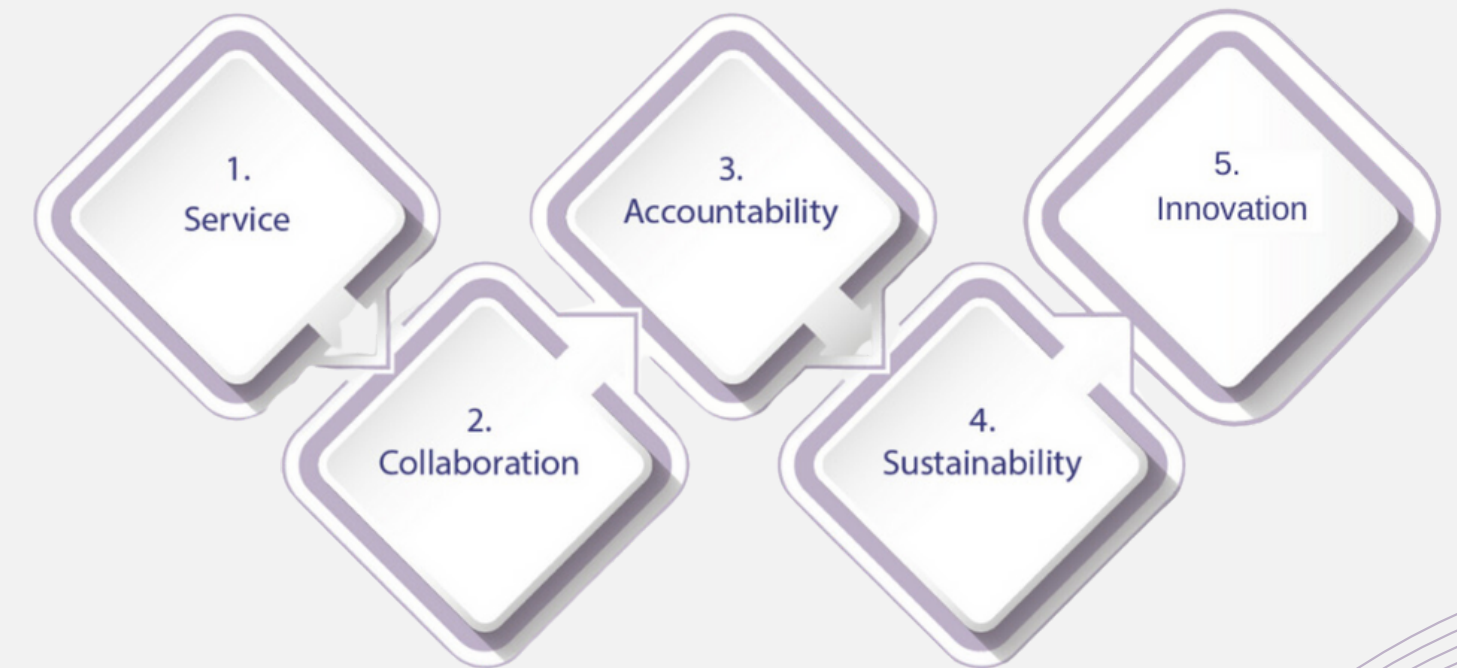 1.
Service
2.
Collaboration
3.
Accountability
4.
Sustainability
5.
Innovation